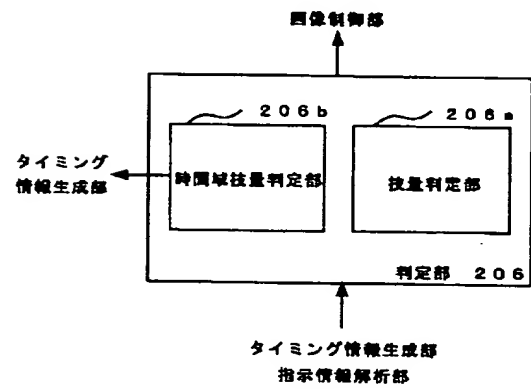 画像制御部
206b
206a
タイミング
情報生成部
時間域技量判定部
技量判定部
判定部 206
タイミング情報生成部
指示情報解析部